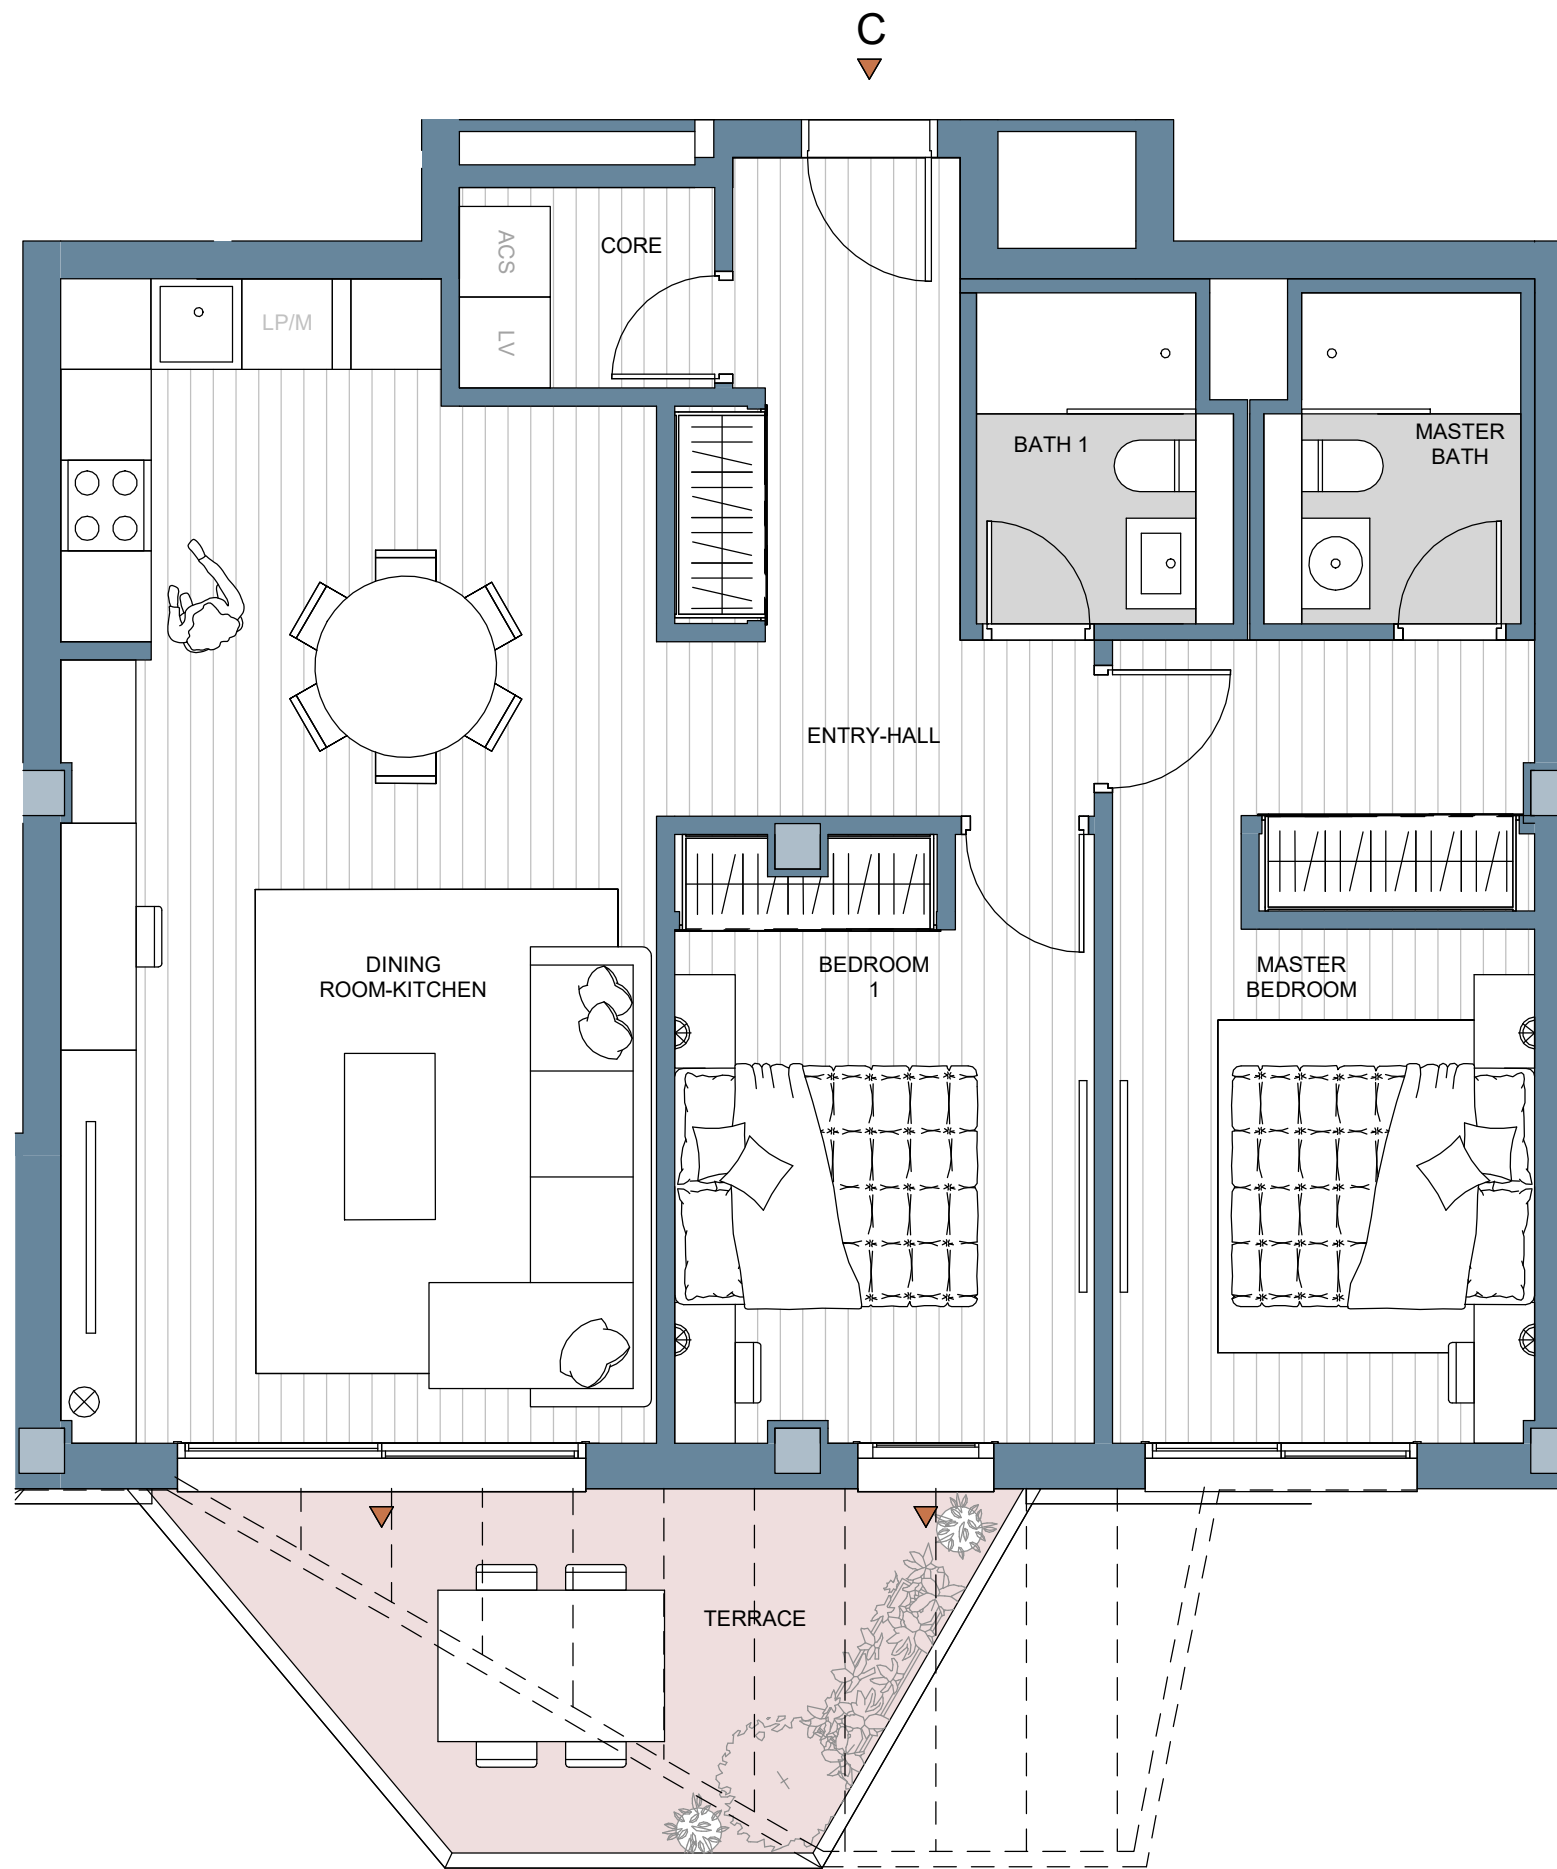 C
CORE
ACS
LV
LP/M
BATH 1
MASTER
BATH
ENTRY-HALL
DINING
ROOM-KITCHEN
BEDROOM
1
MASTER
BEDROOM
TERRACE